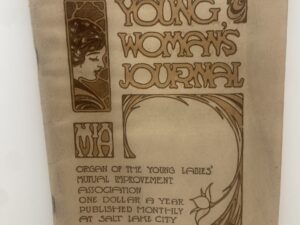 YOUNG
WOMAN'S
JOURNAL
MIA
ORGAN OF THE YOUNG LADIES'
MUTUAL IMPROVEMENT
ASSOCIATION
ONE DOLLAR A YEAR
PUBLISHED MONTHLY
AT SALT LAKE CITY